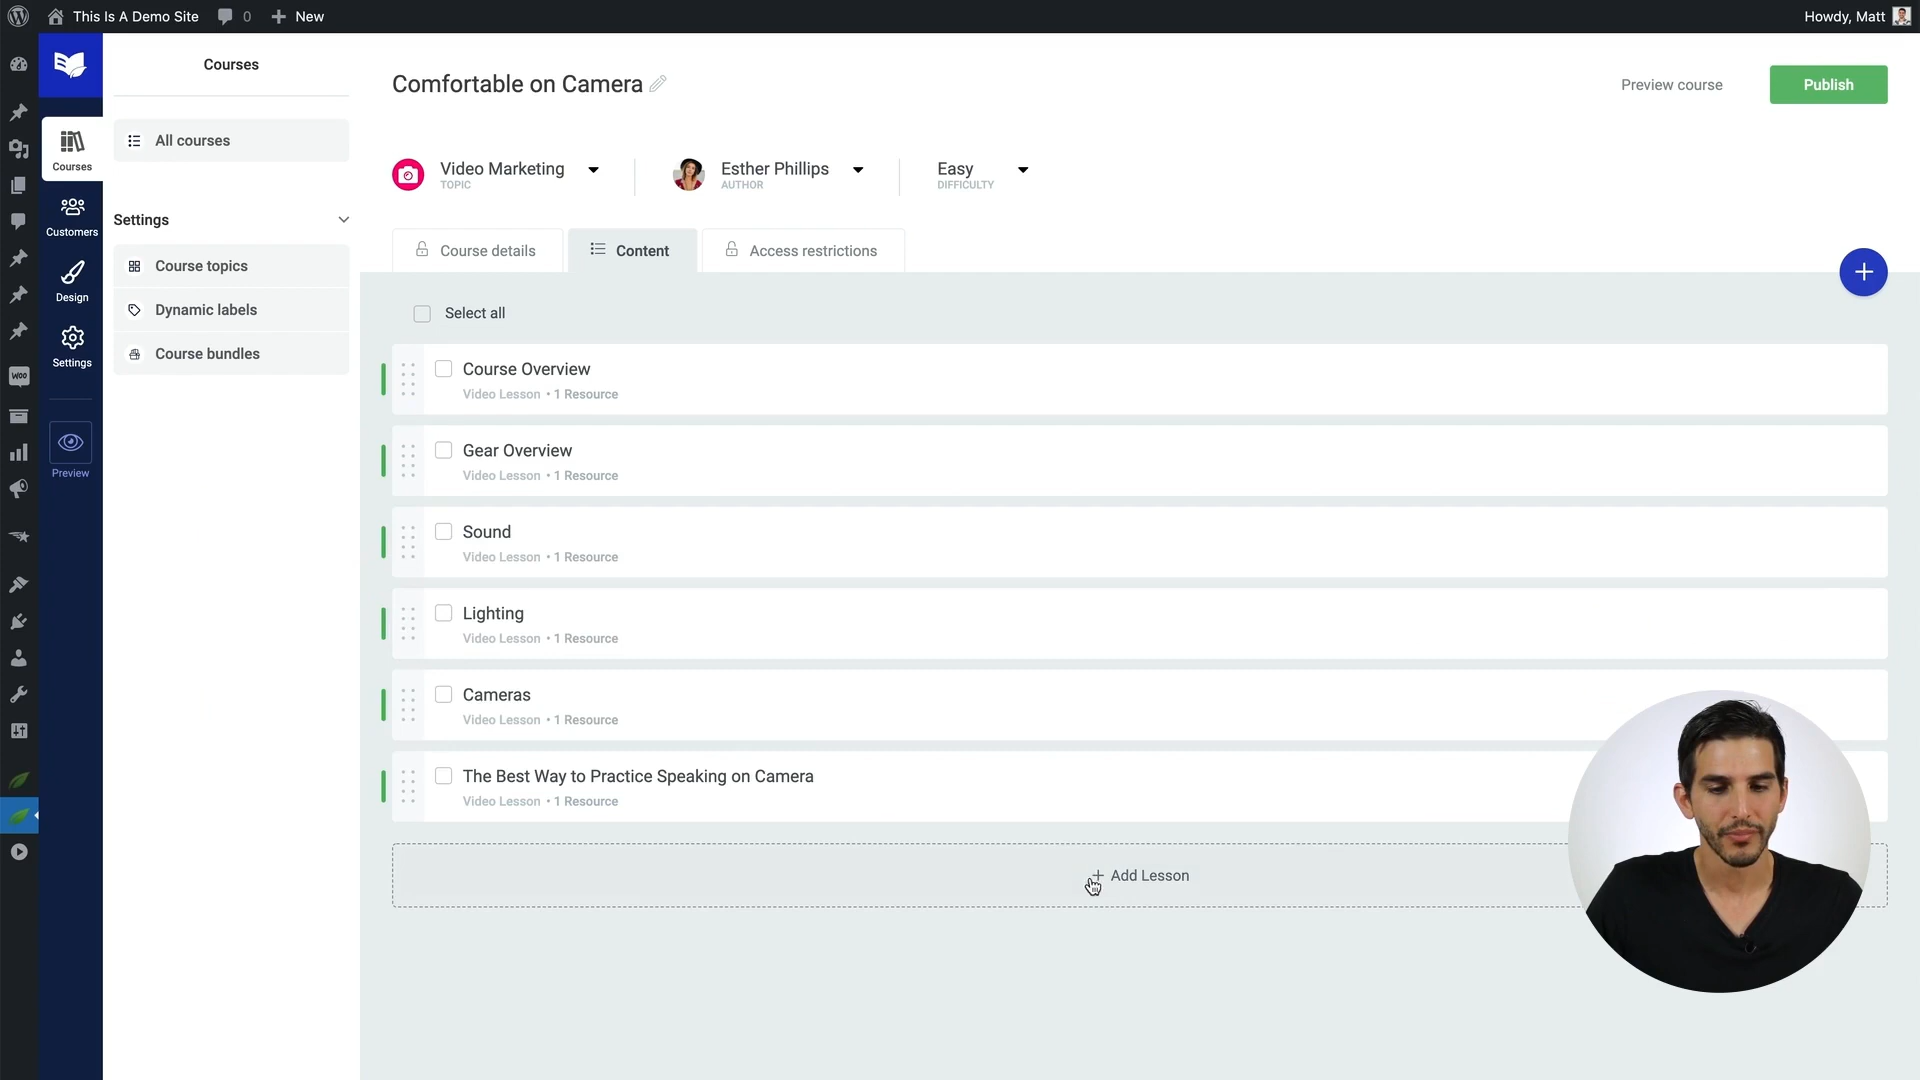 This Is A Demo Site 0 New Howdy, Matt
Courses
Courses
Customers
Design
Settings
Preview
All courses
Settings
Course topics
Dynamic labels
Course bundles
Comfortable on Camera
Preview course
Publish
Video Marketing
TOPIC
Esther Phillips
AUTHOR
Easy
DIFFICULTY
Course details
Content
Access restrictions
Select all
Course Overview
Video Lesson • 1 Resource
Gear Overview
Video Lesson • 1 Resource
Sound
Video Lesson • 1 Resource
Lighting
Video Lesson • 1 Resource
Cameras
Video Lesson • 1 Resource
The Best Way to Practice Speaking on Camera
Video Lesson • 1 Resource
+ Add Lesson
Woo